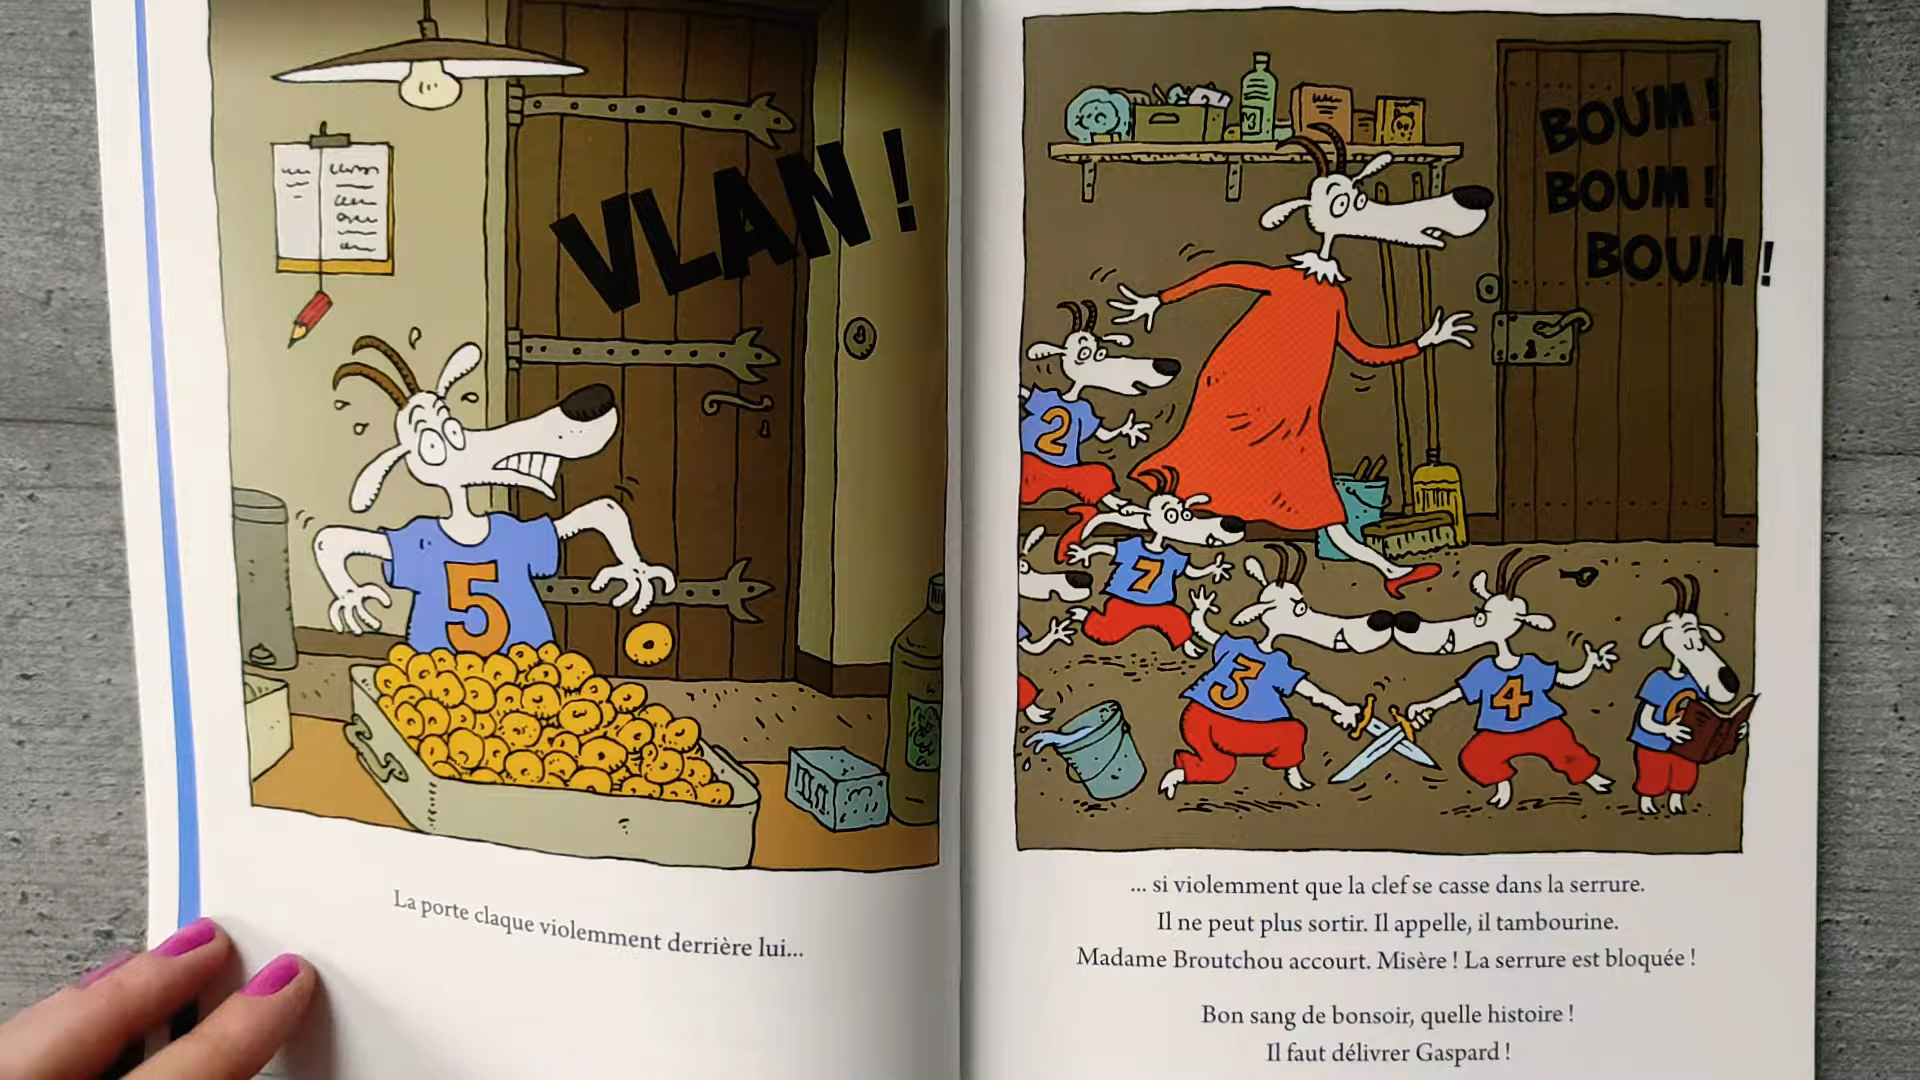 VLAN !
5
La porte claque violemment derrière lui...
BOUM !
BOUM !
BOUM !
2
7
3
4
... si violemment que la clef se casse dans la serrure.
Il ne peut plus sortir. Il appelle, il tambourine.
Madame Broutchou accourt. Misère ! La serrure est bloquée !
Bon sang de bonsoir, quelle histoire !
Il faut délivrer Gaspard !